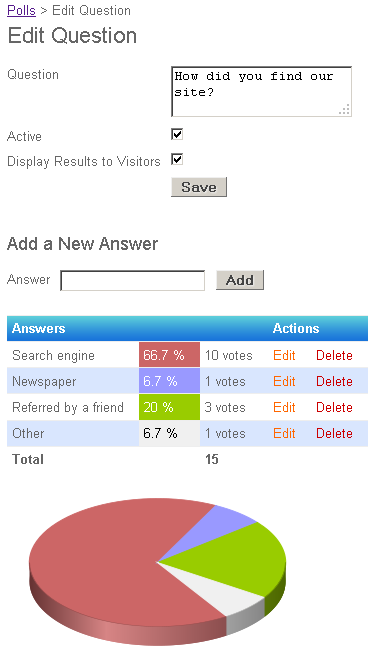 Polls > Edit Question
Edit Question
Question
How did you find our
site?
Active
Display Results to Visitors
Save
Add a New Answer
Answer Add
Answers Actions
Search engine 66.7 % 10 votes Edit Delete
Newspaper 6.7 % 1 votes Edit Delete
Referred by a friend 20 % 3 votes Edit Delete
Other 6.7 % 1 votes Edit Delete
Total 15